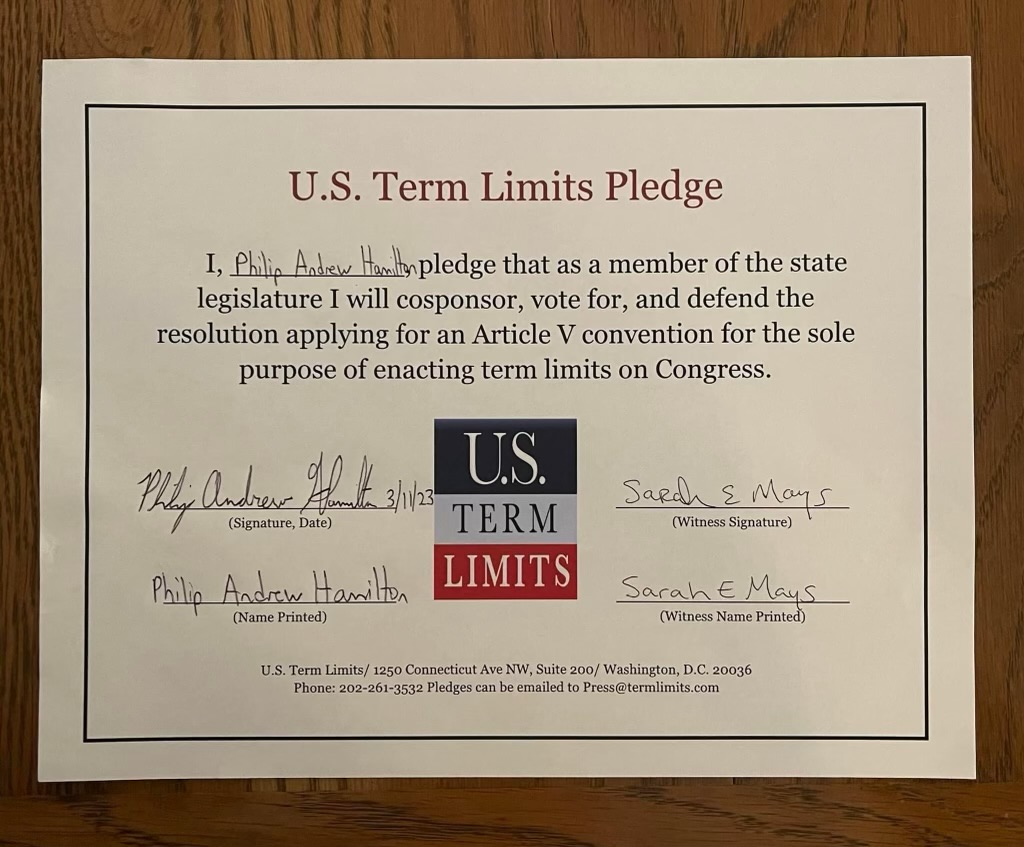 U.S. Term Limits Pledge
I, Philip Andrew Hamilton pledge that as a member of the state
legislature I will cosponsor, vote for, and defend the
resolution applying for an Article V convention for the sole
purpose of enacting term limits on Congress.
Philip Andrew Hamilton 3/11/23
(Signature, Date)
Philip Andrew Hamilton
(Name Printed)
U.S.
TERM
LIMITS
Sarah E Mays
(Witness Signature)
Sarah E Mays
(Witness Name Printed)
U.S. Term Limits/ 1250 Connecticut Ave NW, Suite 200/ Washington, D.C. 20036
Phone: 202-261-3532 Pledges can be emailed to Press@termlimits.com